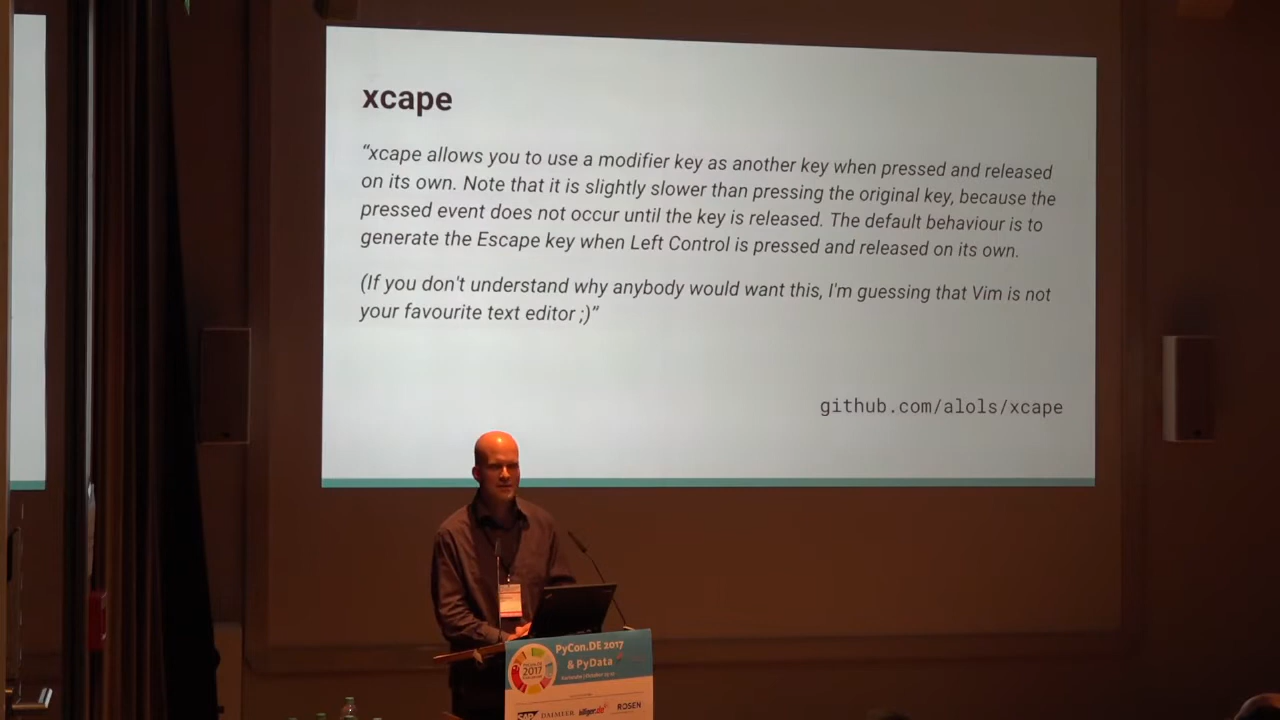 xcape
“xcape allows you to use a modifier key as another key when pressed and released
on its own. Note that it is slightly slower than pressing the original key, because the
pressed event does not occur until the key is released. The default behaviour is to
generate the Escape key when Left Control is pressed and released on its own.
(If you don't understand why anybody would want this, I'm guessing that Vim is not
your favourite text editor ;)”
github.com/alols/xcape
PyCon.DE 2017
& PyData
PyCon.DE
2017
SAP DAIMLER ROSEN